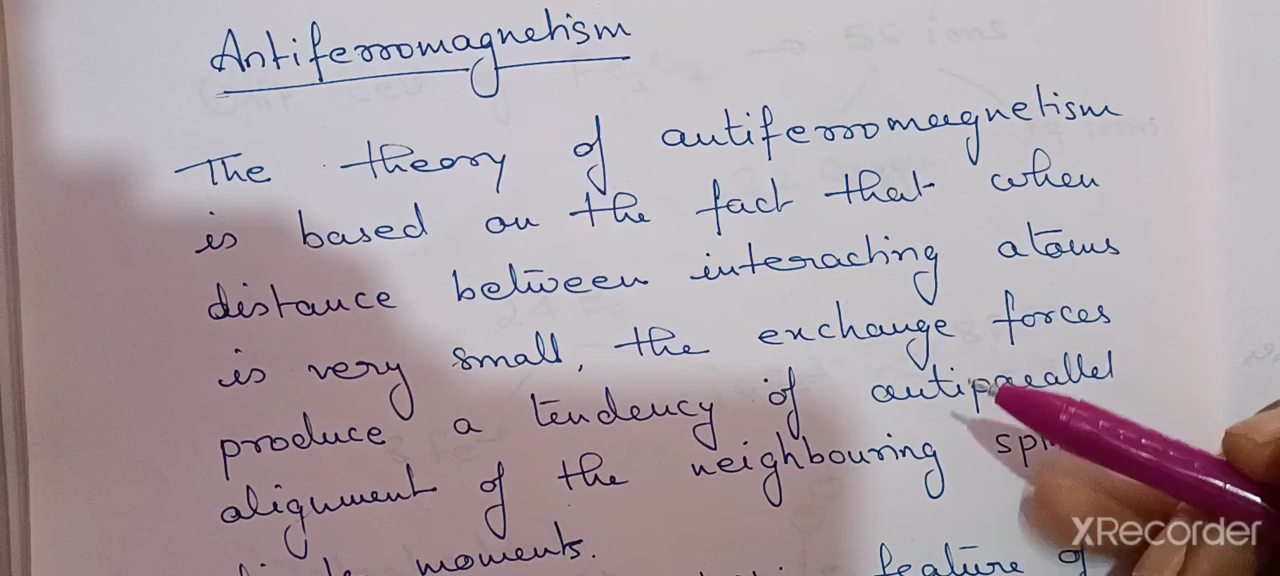 Antiferromagnetism
The theory of antiferromagnetism
is based on the fact that when
distance between interacting atoms
is very small, the exchange forces
produce a tendency of antiparallel
alignment of the neighbouring
moments.
feature of
XRecorder